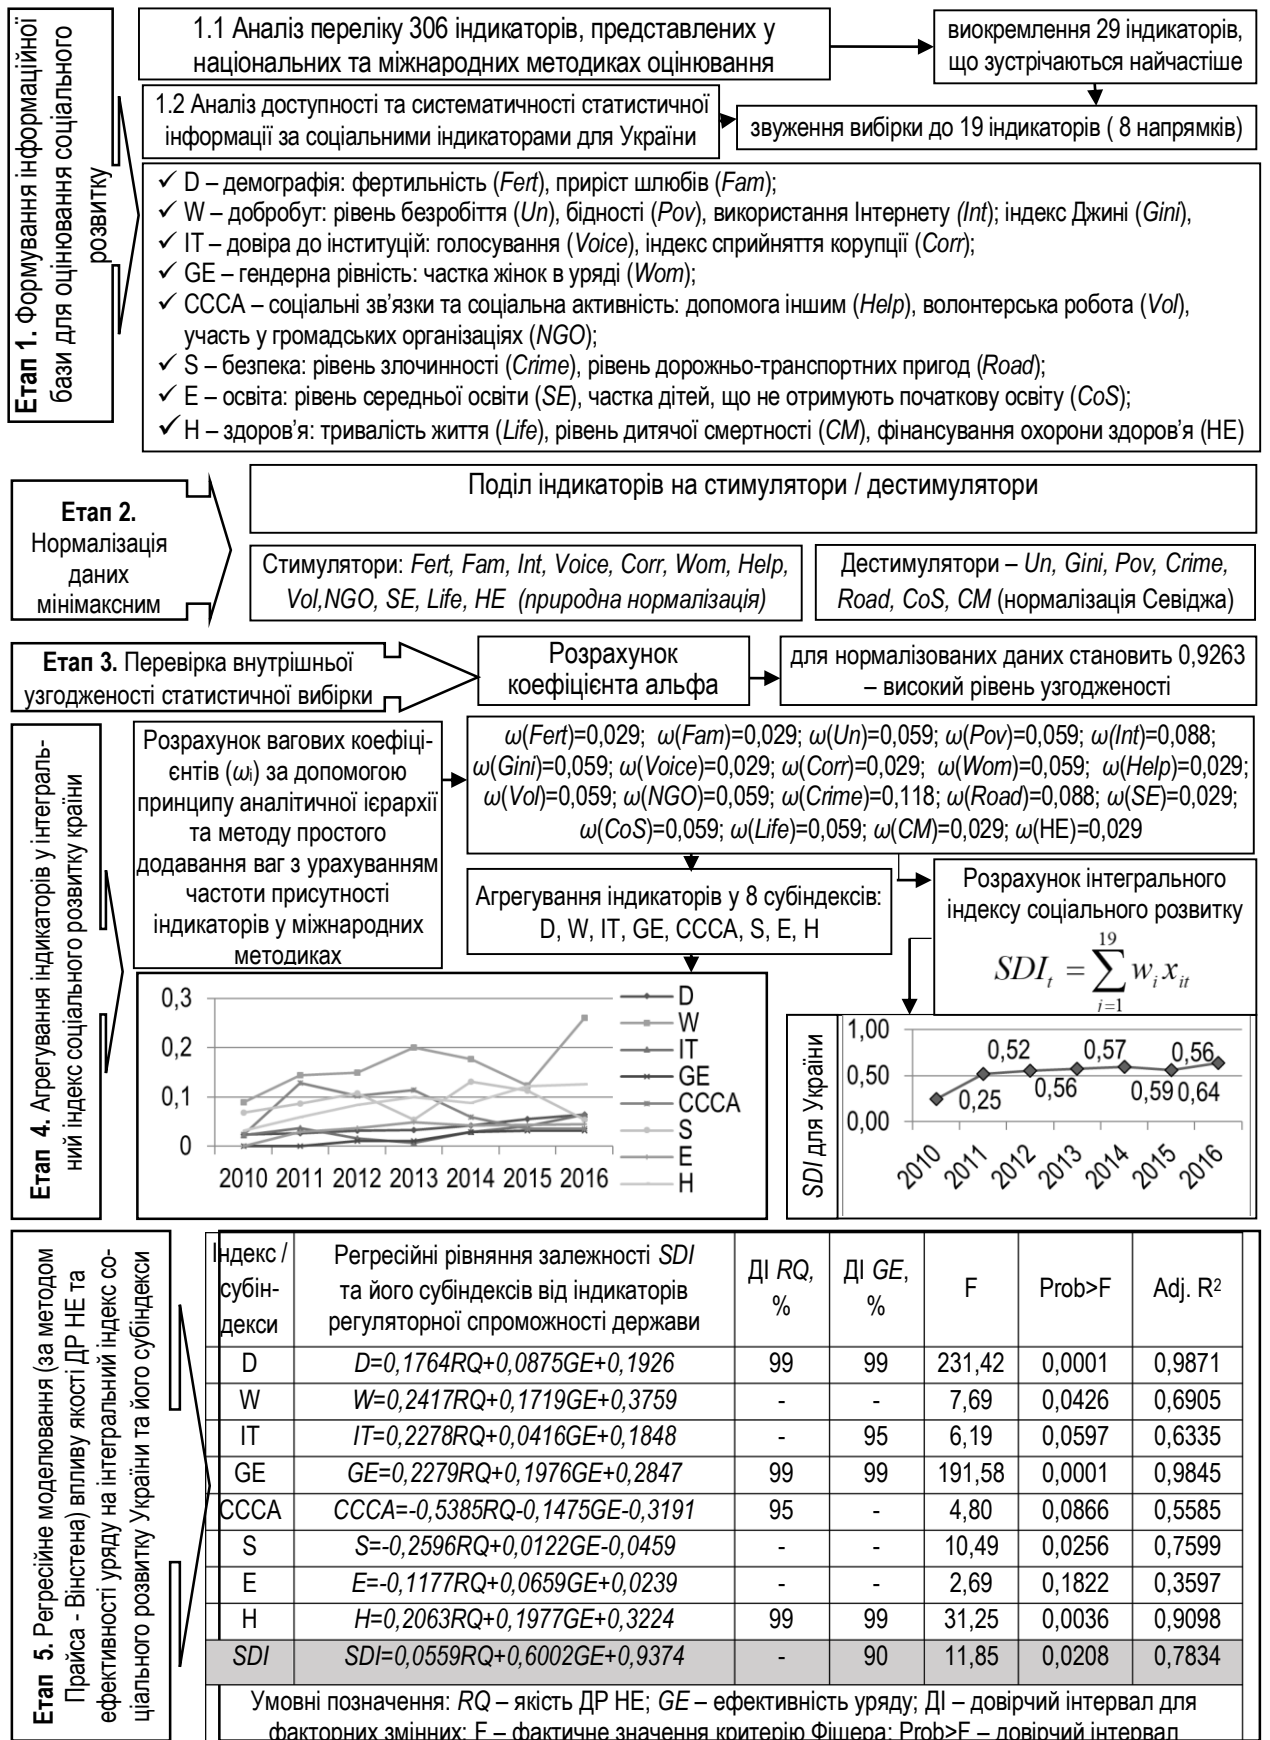 Етап 1. Формування інформаційної
бази для оцінювання соціального
розвитку
1.1 Аналіз переліку 306 індикаторів, представлених у
національних та міжнародних методиках оцінювання
виокремлення 29 індикаторів,
що зустрічаються найчастіше
1.2 Аналіз доступності та систематичності статистичної
інформації за соціальними індикаторами для України
звуження вибірки до 19 індикаторів ( 8 напрямків)
✓ D – демографія: фертильність (Fert), приріст шлюбів (Fam);
✓ W – добробут: рівень безробіття (Un), бідності (Pov), використання Інтернету (Int); індекс Джині (Gini),
✓ IT – довіра до інституцій: голосування (Voice), індекс сприйняття корупції (Corr);
✓ GE – гендерна рівність: частка жінок в уряді (Wom);
✓ CCCA – соціальні зв’язки та соціальна активність: допомога іншим (Help), волонтерська робота (Vol),
участь у громадських організаціях (NGO);
✓ S – безпека: рівень злочинності (Crime), рівень дорожньо-транспортних пригод (Road);
✓ E – освіта: рівень середньої освіти (SE), частка дітей, що не отримують початкову освіту (CoS);
✓ H – здоров’я: тривалість життя (Life), рівень дитячої смертності (CM), фінансування охорони здоров’я (HE)
Етап 2.
Нормалізація
даних
мінімаксним
Поділ індикаторів на стимулятори / дестимулятори
Стимулятори: Fert, Fam, Int, Voice, Corr, Wom, Help,
Vol,NGO, SE, Life, HE (природна нормалізація)
Дестимулятори – Un, Gini, Pov, Crime,
Road, CoS, CM (нормалізація Севіджа)
Етап 3. Перевірка внутрішньої
узгодженості статистичної вибірки
Розрахунок
коефіцієнта альфа
для нормалізованих даних становить 0,9263
– високий рівень узгодженості
Етап 4. Агрегування індикаторів у інтеграль-
ний індекс соціального розвитку країни
Розрахунок вагових коефіці-
єнтів (ωi) за допомогою
принципу аналітичної ієрархії
та методу простого
додавання ваг з урахуванням
частоти присутності
індикаторів у міжнародних
методиках
ω(Fert)=0,029; ω(Fam)=0,029; ω(Un)=0,059; ω(Pov)=0,059; ω(Int)=0,088;
ω(Gini)=0,059; ω(Voice)=0,029; ω(Corr)=0,029; ω(Wom)=0,059; ω(Help)=0,029;
ω(Vol)=0,059; ω(NGO)=0,059; ω(Crime)=0,118; ω(Road)=0,088; ω(SE)=0,029;
ω(CoS)=0,059; ω(Life)=0,059; ω(CM)=0,029; ω(HE)=0,029
Агрегування індикаторів у 8 субіндексів:
D, W, IT, GE, CCCA, S, E, H
Розрахунок інтегрального
індексу соціального розвитку
19
SDIt = ∑ wi xit
i=1
0,3
0,2
0,1
0
2010 2011 2012 2013 2014 2015 2016
D
W
IT
GE
CCCA
S
E
H
SDI для України
1,00
0,50
0,00
0,25
0,52
0,56
0,57
0,59
0,56
0,64
2010 2011 2012 2013 2014 2015 2016
Етап 5. Регресійне моделювання (за методом
Прайса - Вінстена) впливу якості ДР НЕ та
ефективності уряду на інтегральний індекс со-
ціального розвитку України та його субіндекси
Індекс / субін- декси | Регресійні рівняння залежності SDI та його субіндексів від індикаторів регуляторної спроможності держави | ДІ RQ, % | ДІ GE, % | F | Prob>F | Adj. R2
D D=0,1764RQ+0,0875GE+0,1926 99 99 231,42 0,0001 0,9871
W W=0,2417RQ+0,1719GE+0,3759 - - 7,69 0,0426 0,6905
IT IT=0,2278RQ+0,0416GE+0,1848 - 95 6,19 0,0597 0,6335
GE GE=0,2279RQ+0,1976GE+0,2847 99 99 191,58 0,0001 0,9845
CCCA CCCA=-0,5385RQ-0,1475GE-0,3191 95 - 4,80 0,0866 0,5585
S S=-0,2596RQ+0,0122GE-0,0459 - - 10,49 0,0256 0,7599
E E=-0,1177RQ+0,0659GE+0,0239 - - 2,69 0,1822 0,3597
H H=0,2063RQ+0,1977GE+0,3224 99 99 31,25 0,0036 0,9098
SDI SDI=0,0559RQ+0,6002GE+0,9374 - 90 11,85 0,0208 0,7834
Умовні позначення: RQ – якість ДР НЕ; GE – ефективність уряду; ДІ – довірчий інтервал для
факторних змінних; F – фактичне значення критерію Фішера; Prob>F – довірчий інтервал